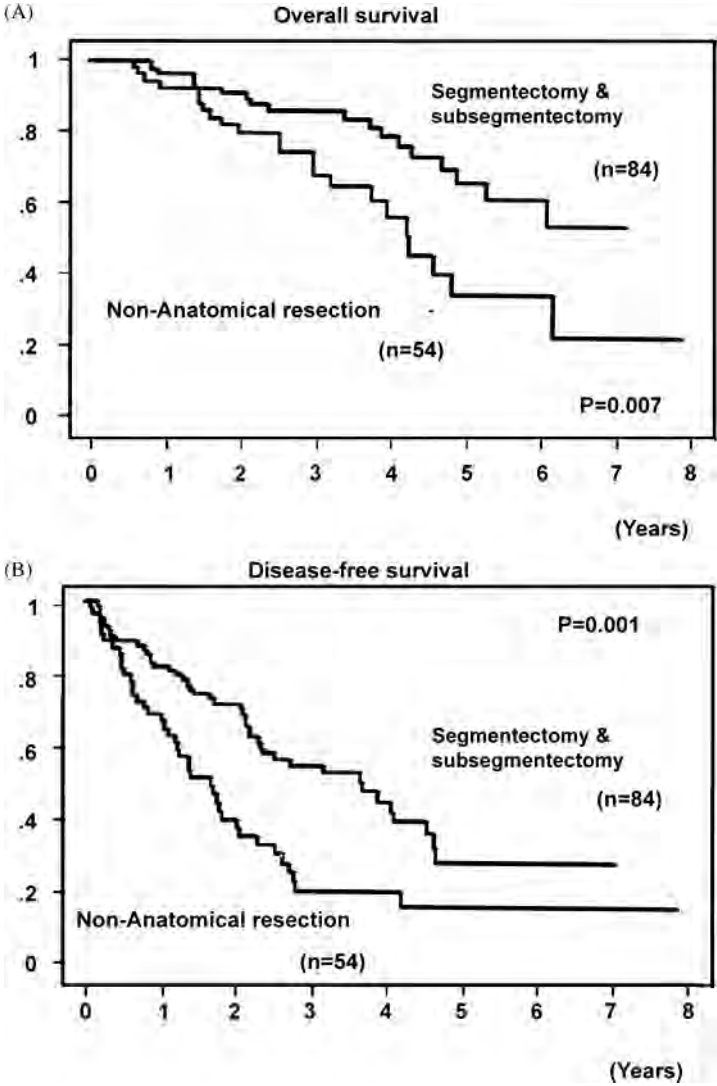 (A)
Overall survival
1
.8
.6
.4
.2
0
Segmentectomy &
subsegmentectomy
(n=84)
Non-Anatomical resection
(n=54)
P=0.007
0 1 2 3 4 5 6 7 8
(Years)
(B)
Disease-free survival
1
.8
.6
.4
.2
0
P=0.001
Segmentectomy &
subsegmentectomy
(n=84)
Non-Anatomical resection
(n=54)
0 1 2 3 4 5 6 7 8
(Years)